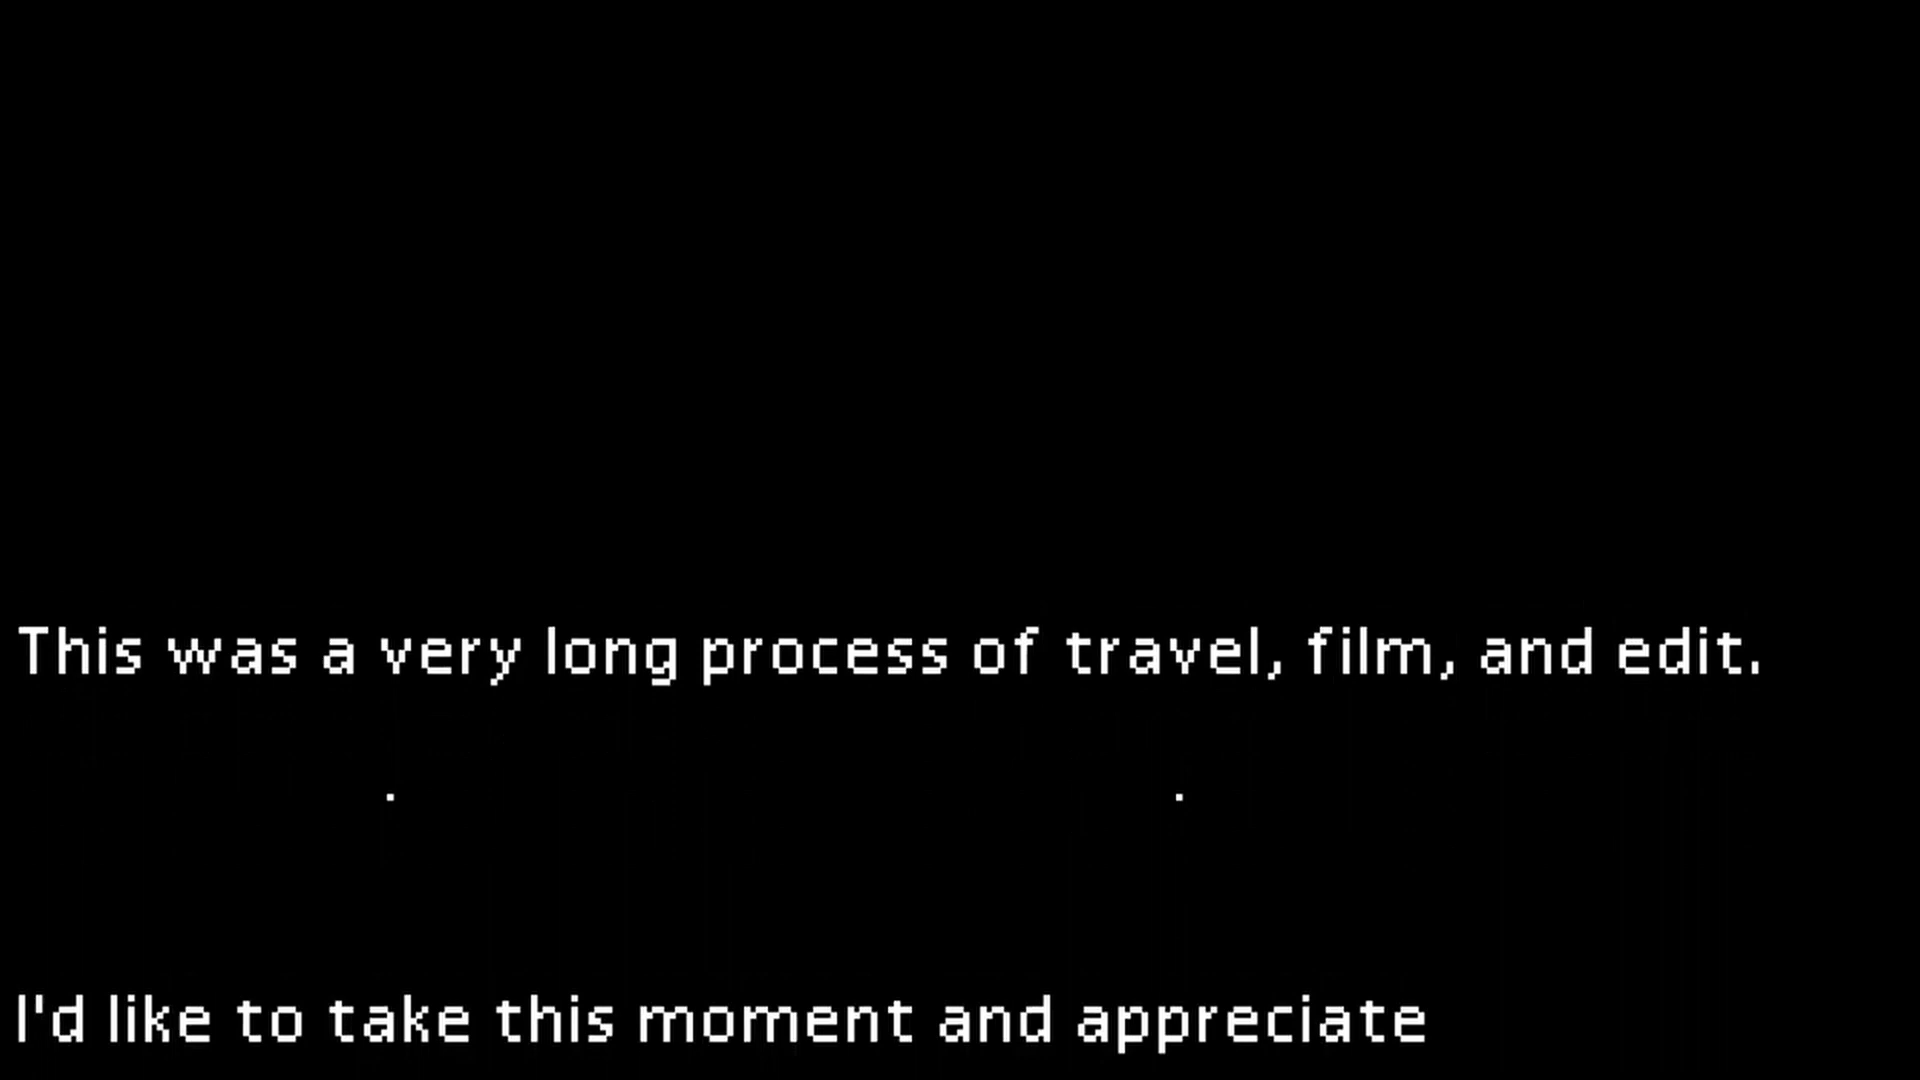 This was a very long process of travel, film, and edit.
. .
I'd like to take this moment and appreciate